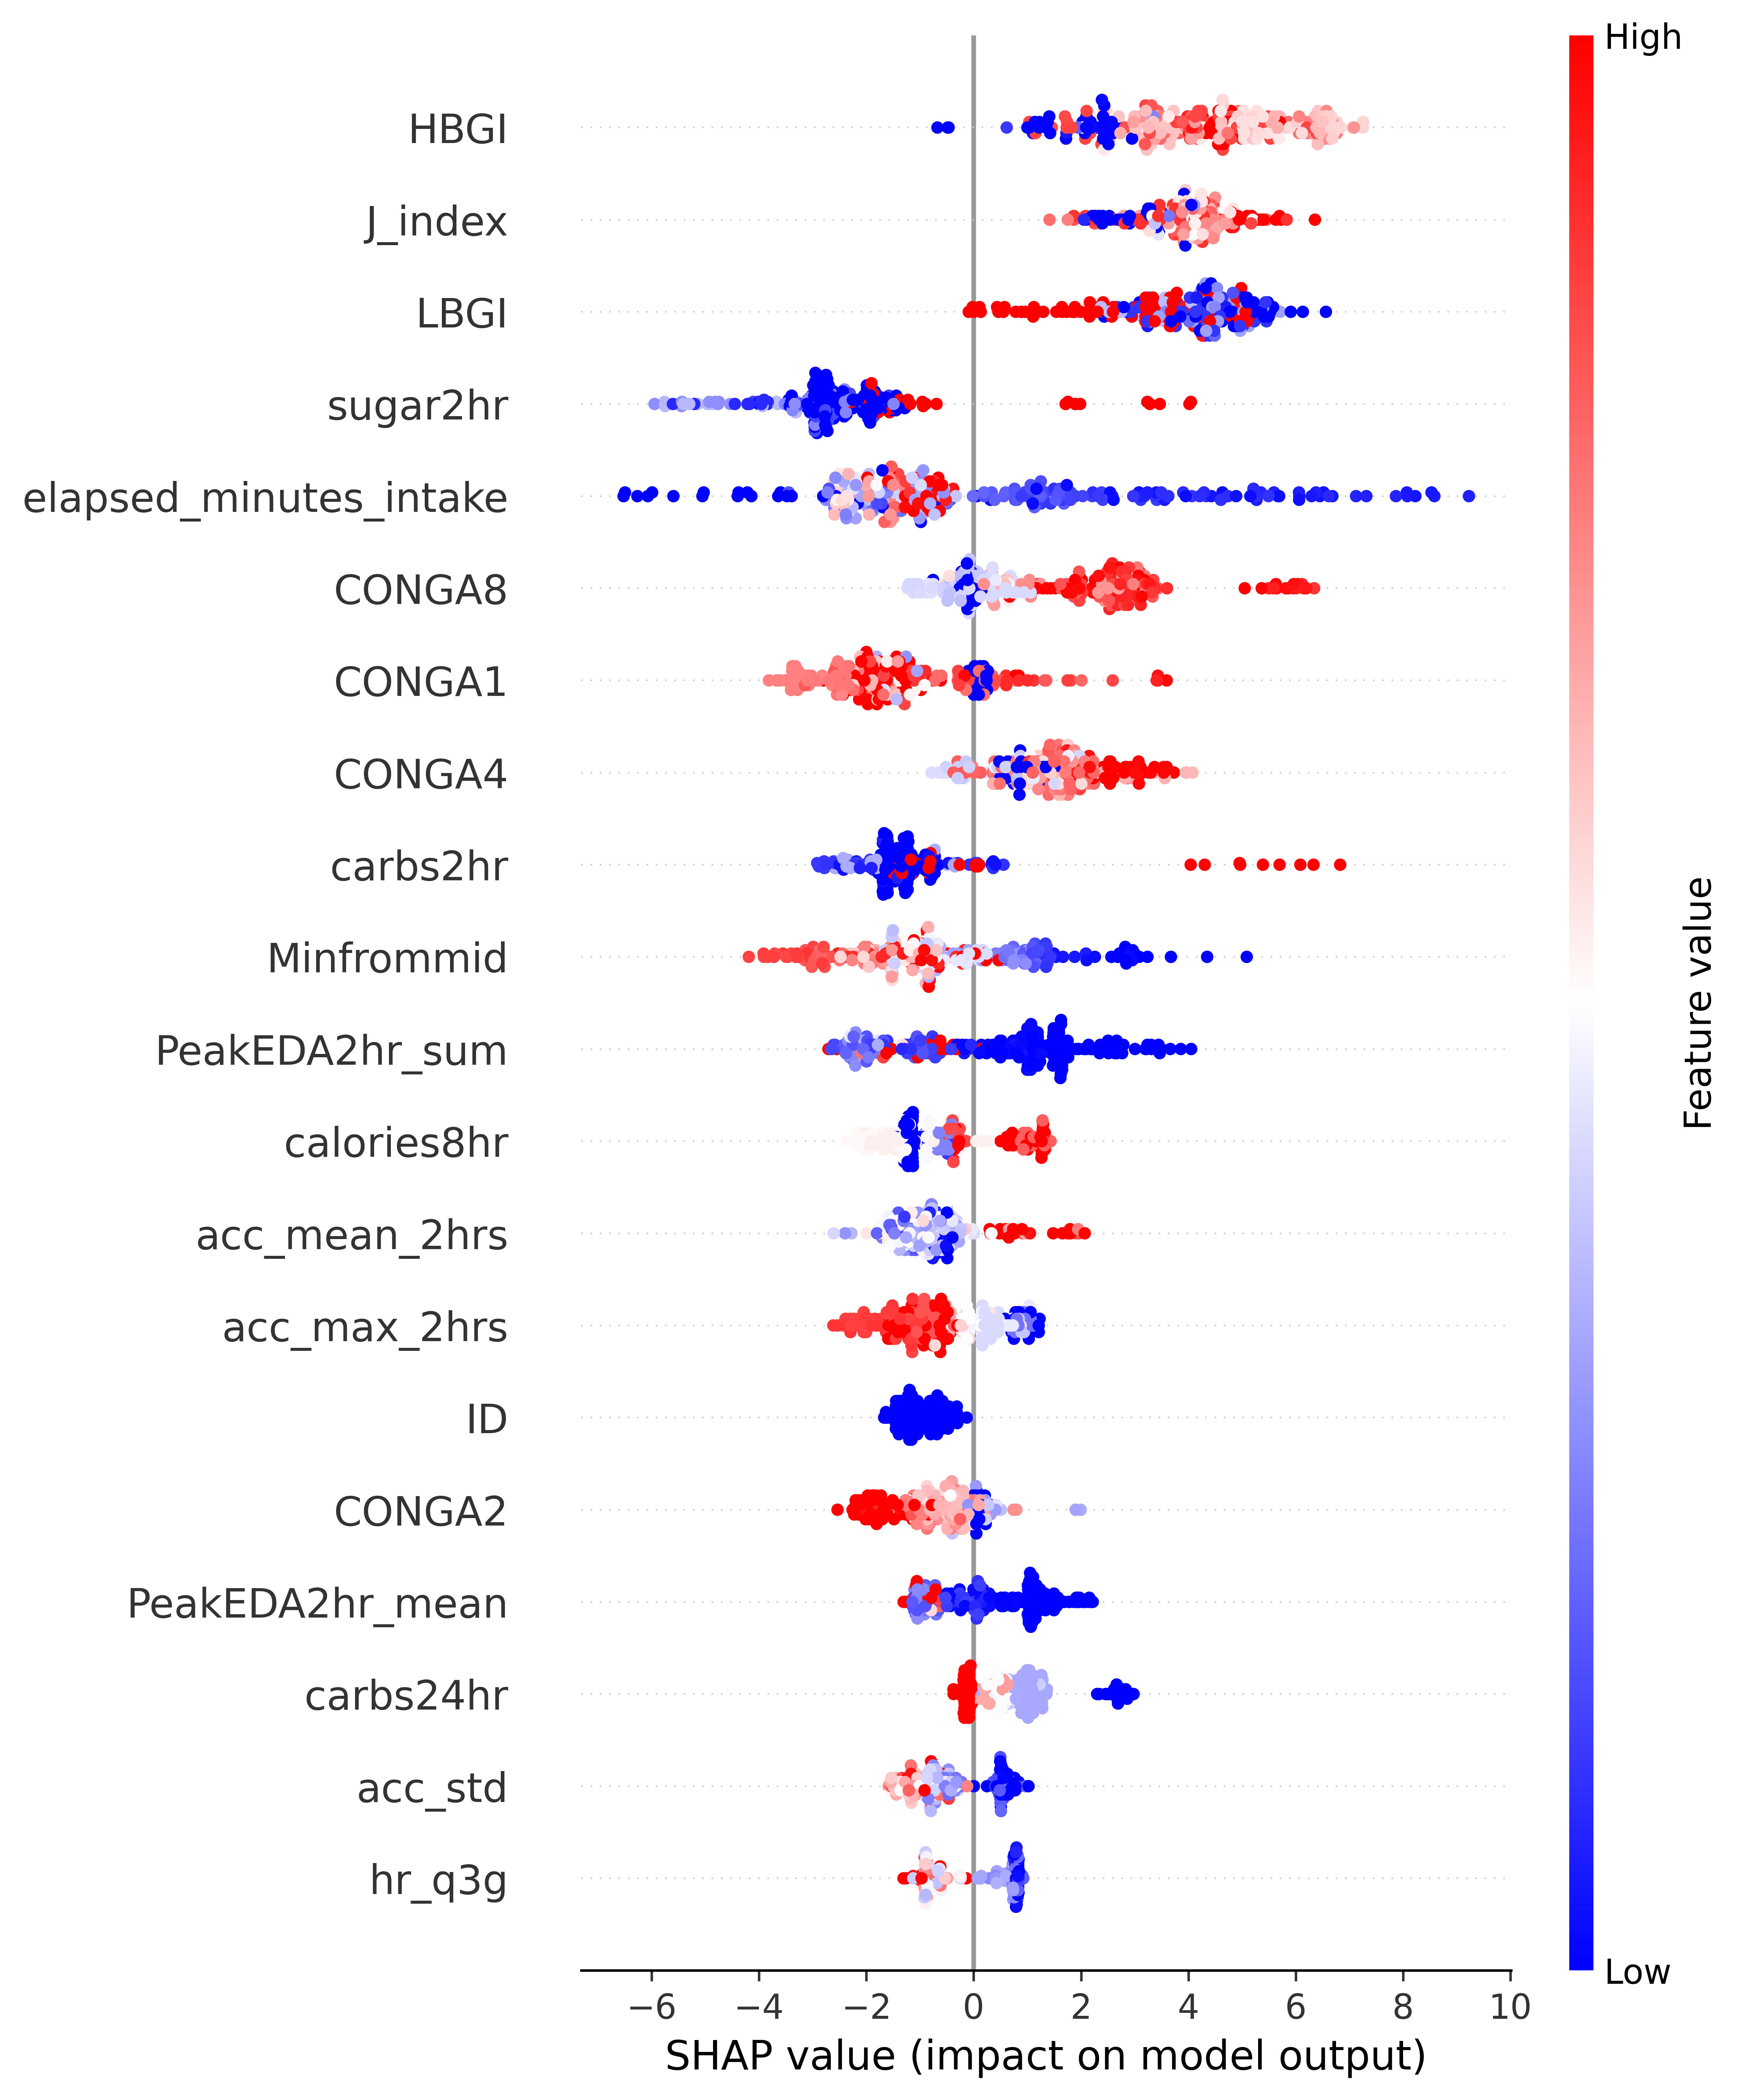 High
HBGI
J_index
LBGI
sugar2hr
elapsed_minutes_intake
CONGA8
CONGA1
CONGA4
carbs2hr
Minfrommid
PeakEDA2hr_sum
calories8hr
acc_mean_2hrs
acc_max_2hrs
ID
CONGA2
PeakEDA2hr_mean
carbs24hr
acc_std
hr_q3g
Feature value
Low
−6 −4 −2 0 2 4 6 8 10
SHAP value (impact on model output)